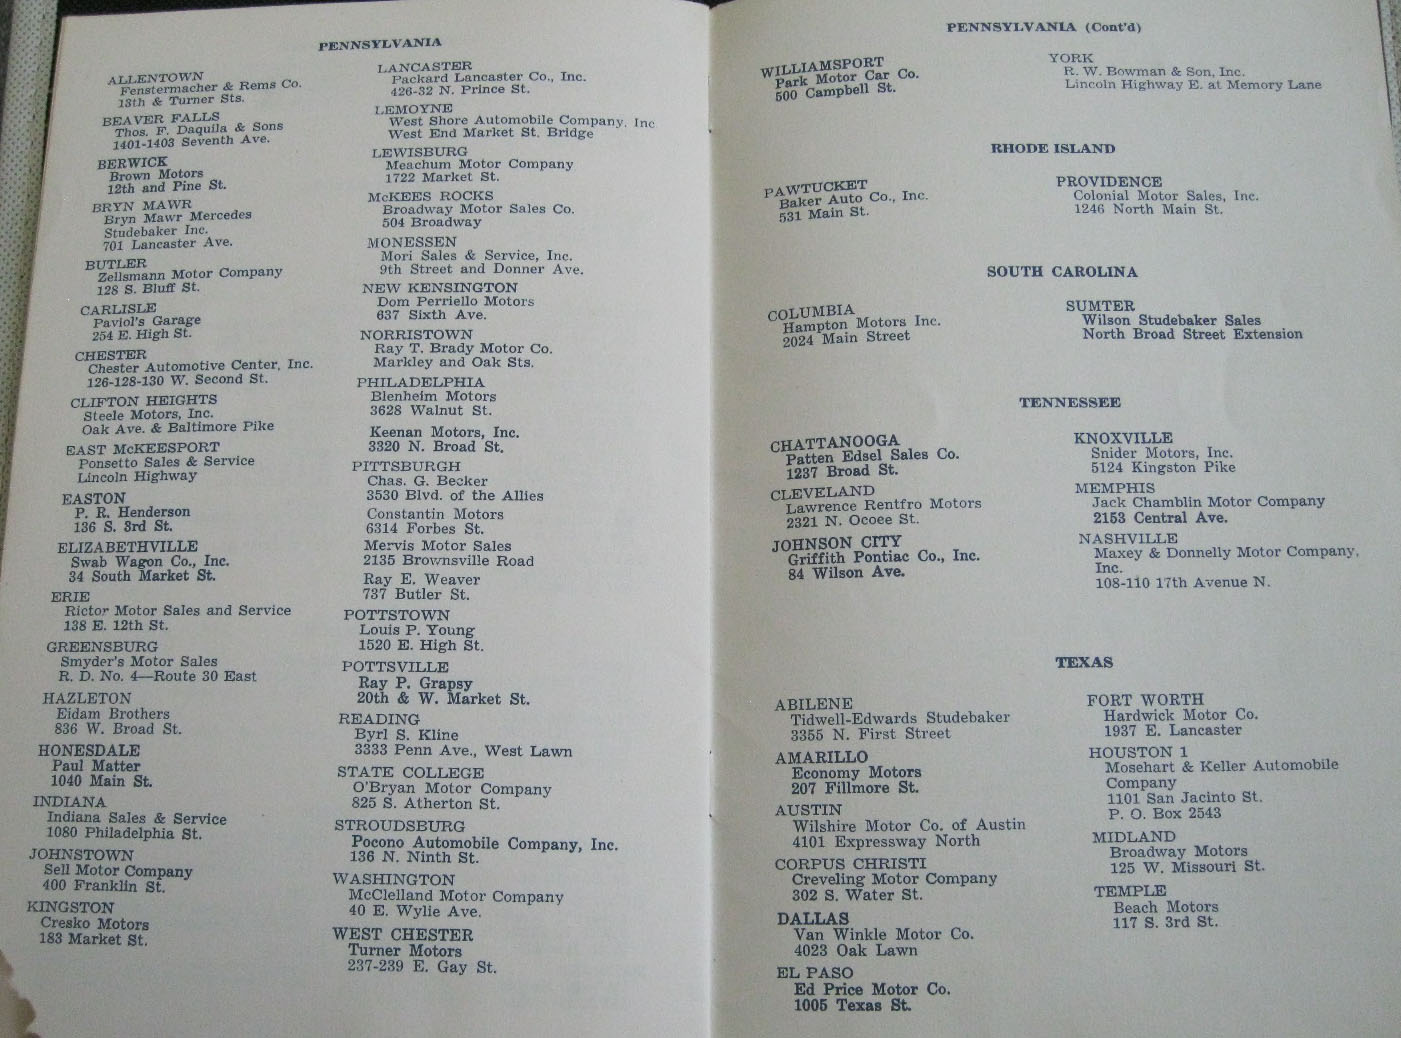 PENNSYLVANIA
ALLENTOWN
Fenstermacher & Rems Co.
13th & Turner Sts.
BEAVER FALLS
Thos. F. Daquila & Sons
1401-1403 Seventh Ave.
BERWICK
Brown Motors
12th and Pine St.
BRYN MAWR
Bryn Mawr Mercedes
Studebaker Inc.
701 Lancaster Ave.
BUTLER
Zellsmann Motor Company
128 S. Bluff St.
CARLISLE
Paviol's Garage
254 E. High St.
CHESTER
Chester Automotive Center, Inc.
126-128-130 W. Second St.
CLIFTON HEIGHTS
Steele Motors, Inc.
Oak Ave. & Baltimore Pike
EAST McKEESPORT
Ponsetto Sales & Service
Lincoln Highway
EASTON
P. R. Henderson
136 S. 3rd St.
ELIZABETHVILLE
Swab Wagon Co., Inc.
34 South Market St.
ERIE
Rictor Motor Sales and Service
138 E. 12th St.
GREENSBURG
Smyder's Motor Sales
R. D. No. 4—Route 30 East
HAZLETON
Eidam Brothers
836 W. Broad St.
HONESDALE
Paul Matter
1040 Main St.
INDIANA
Indiana Sales & Service
1080 Philadelphia St.
JOHNSTOWN
Sell Motor Company
400 Franklin St.
KINGSTON
Cresko Motors
183 Market St.
LANCASTER
Packard Lancaster Co., Inc.
426-32 N. Prince St.
LEMOYNE
West Shore Automobile Company, Inc
West End Market St. Bridge
LEWISBURG
Meachum Motor Company
1722 Market St.
McKEES ROCKS
Broadway Motor Sales Co.
504 Broadway
MONESSEN
Mori Sales & Service, Inc.
9th Street and Donner Ave.
NEW KENSINGTON
Dom Perriello Motors
637 Sixth Ave.
NORRISTOWN
Ray T. Brady Motor Co.
Markley and Oak Sts.
PHILADELPHIA
Blenheim Motors
3628 Walnut St.
Keenan Motors, Inc.
3320 N. Broad St.
PITTSBURGH
Chas. G. Becker
3530 Blvd. of the Allies
Constantin Motors
6314 Forbes St.
Mervis Motor Sales
2135 Brownsville Road
Ray E. Weaver
737 Butler St.
POTTSTOWN
Louis P. Young
1520 E. High St.
POTTSVILLE
Ray P. Grapsy
20th & W. Market St.
READING
Byrl S. Kline
3333 Penn Ave., West Lawn
STATE COLLEGE
O'Bryan Motor Company
825 S. Atherton St.
STROUDSBURG
Pocono Automobile Company, Inc.
136 N. Ninth St.
WASHINGTON
McClelland Motor Company
40 E. Wylie Ave.
WEST CHESTER
Turner Motors
237-239 E. Gay St.
PENNSYLVANIA (Cont'd)
WILLIAMSPORT
Park Motor Car Co.
500 Campbell St.
YORK
R. W. Bowman & Son, Inc.
Lincoln Highway E. at Memory Lane
RHODE ISLAND
PAWTUCKET
Baker Auto Co., Inc.
531 Main St.
PROVIDENCE
Colonial Motor Sales, Inc.
1246 North Main St.
SOUTH CAROLINA
COLUMBIA
Hampton Motors Inc.
2024 Main Street
SUMTER
Wilson Studebaker Sales
North Broad Street Extension
TENNESSEE
CHATTANOOGA
Patten Edsel Sales Co.
1237 Broad St.
CLEVELAND
Lawrence Rentfro Motors
2321 N. Ocoee St.
JOHNSON CITY
Griffith Pontiac Co., Inc.
84 Wilson Ave.
KNOXVILLE
Snider Motors, Inc.
5124 Kingston Pike
MEMPHIS
Jack Chamblin Motor Company
2153 Central Ave.
NASHVILLE
Maxey & Donnelly Motor Company,
Inc.
108-110 17th Avenue N.
TEXAS
ABILENE
Tidwell-Edwards Studebaker
3355 N. First Street
AMARILLO
Economy Motors
207 Fillmore St.
AUSTIN
Wilshire Motor Co. of Austin
4101 Expressway North
CORPUS CHRISTI
Creveling Motor Company
302 S. Water St.
DALLAS
Van Winkle Motor Co.
4023 Oak Lawn
EL PASO
Ed Price Motor Co.
1005 Texas St.
FORT WORTH
Hardwick Motor Co.
1937 E. Lancaster
HOUSTON 1
Mosehart & Keller Automobile
Company
1101 San Jacinto St.
P. O. Box 2543
MIDLAND
Broadway Motors
125 W. Missouri St.
TEMPLE
Beach Motors
117 S. 3rd St.